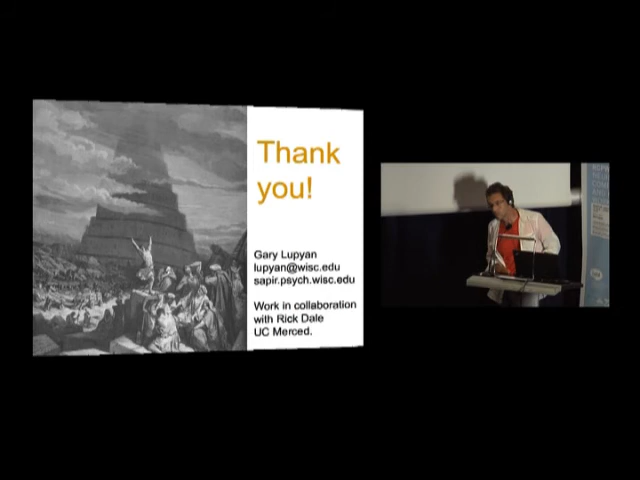 Thank
you!
Gary Lupyan
lupyan@wisc.edu
sapir.psych.wisc.edu
Work in collaboration
with Rick Dale
UC Merced.